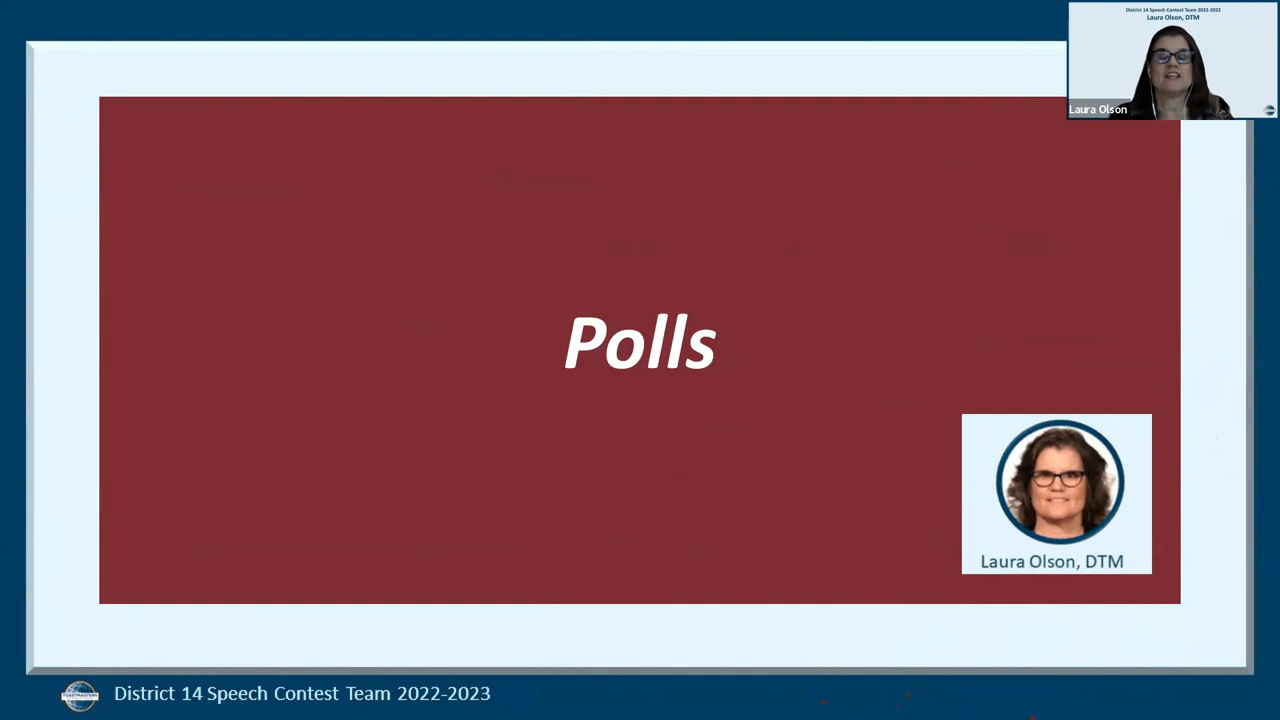 District 14 Speech Contest Team 2022-2022
Laura Olson, DTM
Laura Olson
Polls
Laura Olson, DTM
TOASTMASTERS
District 14 Speech Contest Team 2022-2023